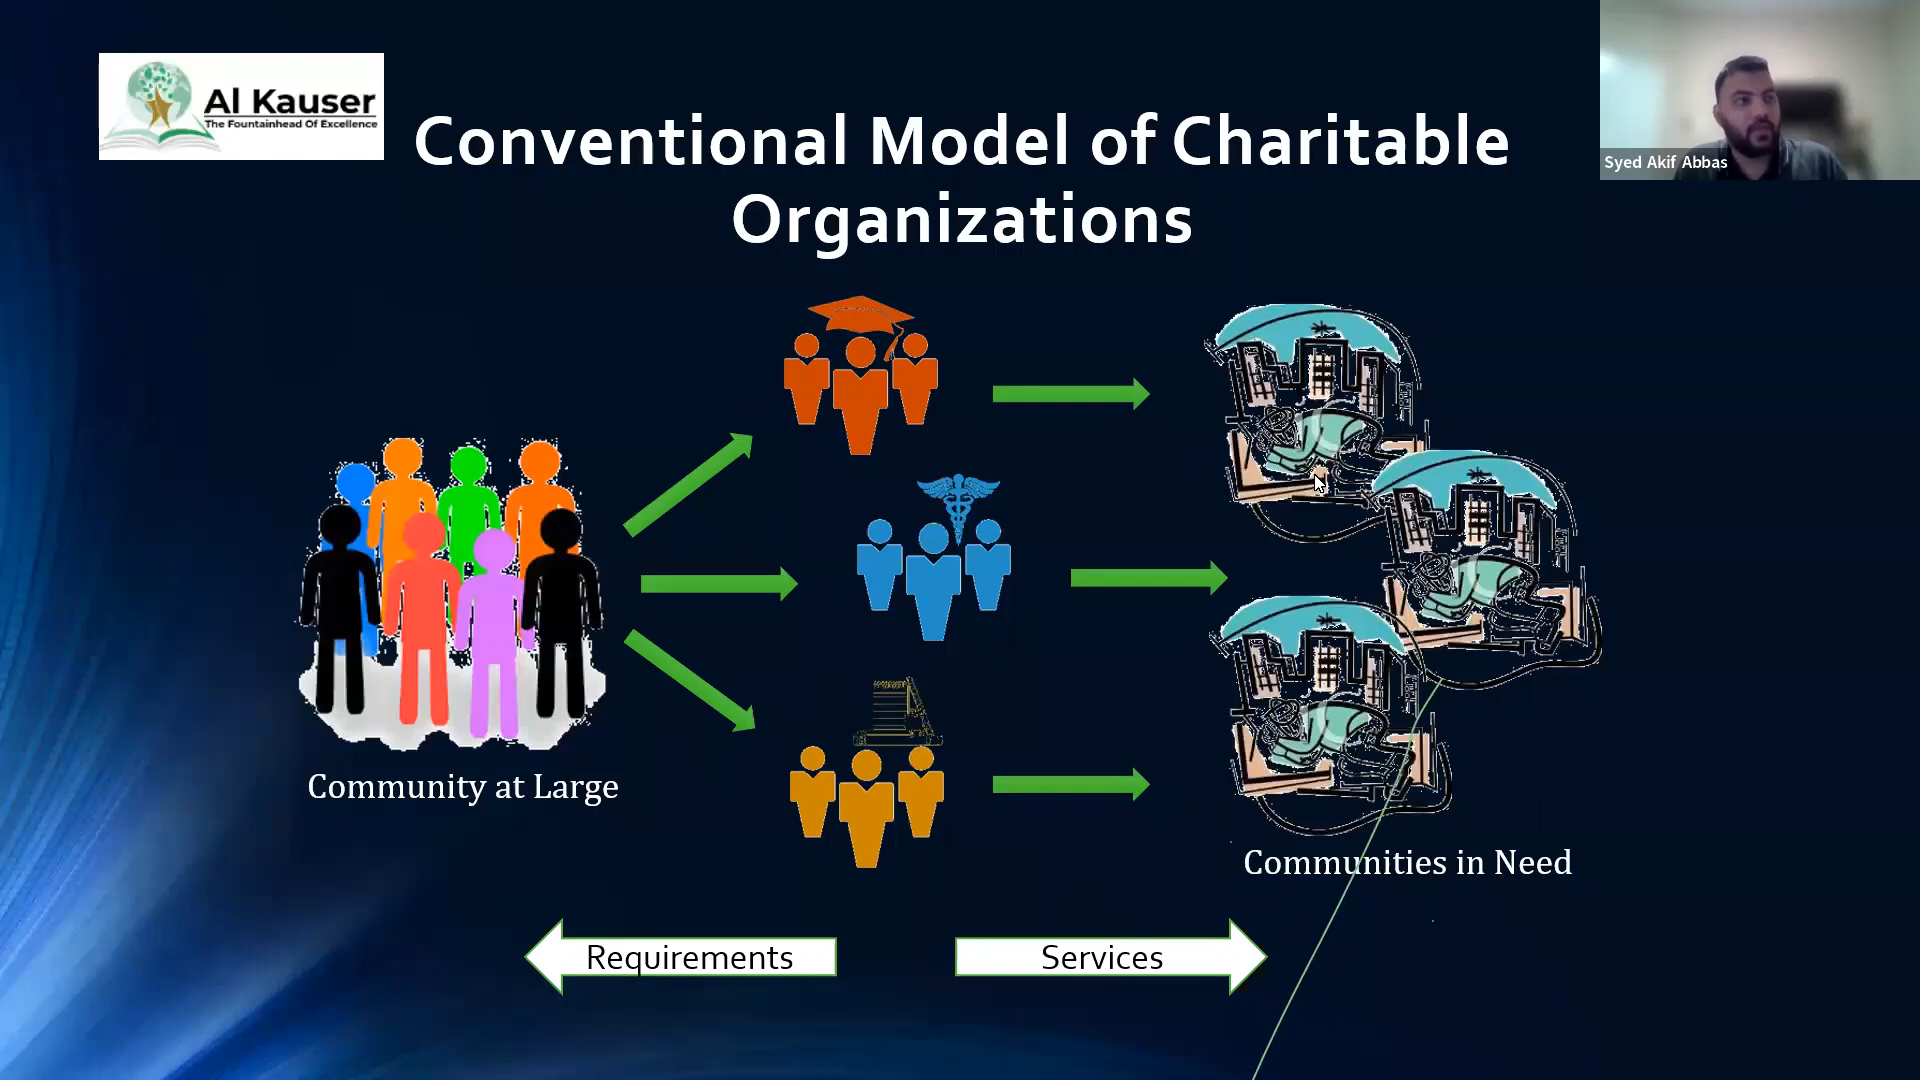 Al Kauser
The Fountainhead Of Excellence
Conventional Model of Charitable
Organizations
Syed Akif Abbas
Community at Large
Communities in Need
Requirements
Services